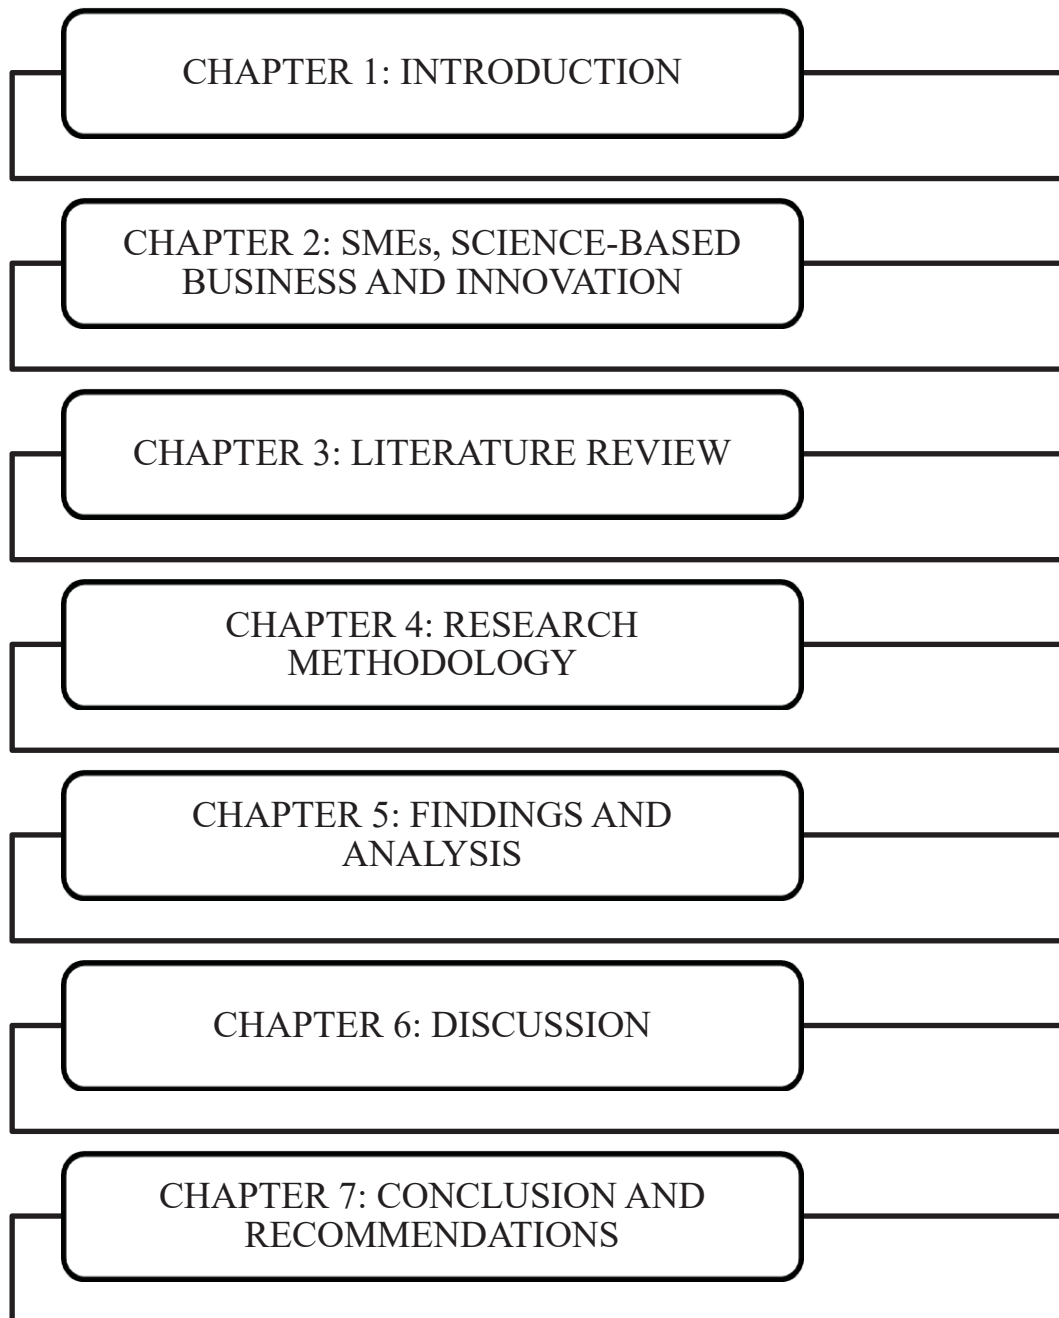 CHAPTER 1: INTRODUCTION
CHAPTER 2: SMEs, SCIENCE-BASED
BUSINESS AND INNOVATION
CHAPTER 3: LITERATURE REVIEW
CHAPTER 4: RESEARCH
METHODOLOGY
CHAPTER 5: FINDINGS AND
ANALYSIS
CHAPTER 6: DISCUSSION
CHAPTER 7: CONCLUSION AND
RECOMMENDATIONS